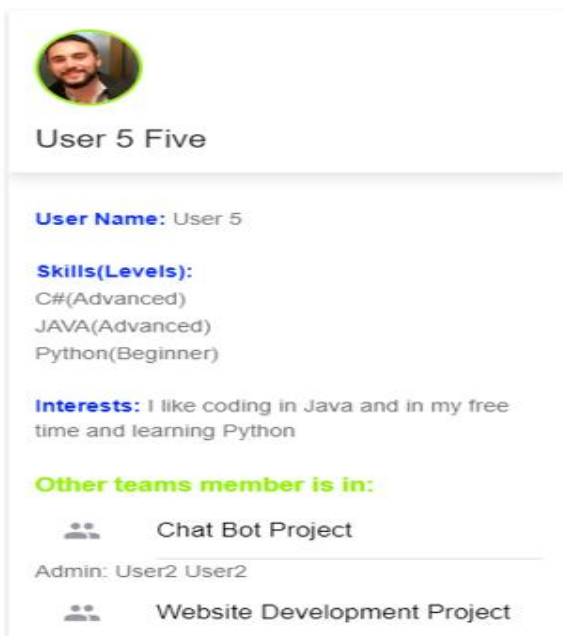 User 5 Five
User Name: User 5
Skills(Levels):
C#(Advanced)
JAVA(Advanced)
Python(Beginner)
Interests: I like coding in Java and in my free
time and learning Python
Other teams member is in:
Chat Bot Project
Admin: User2 User2
Website Development Project